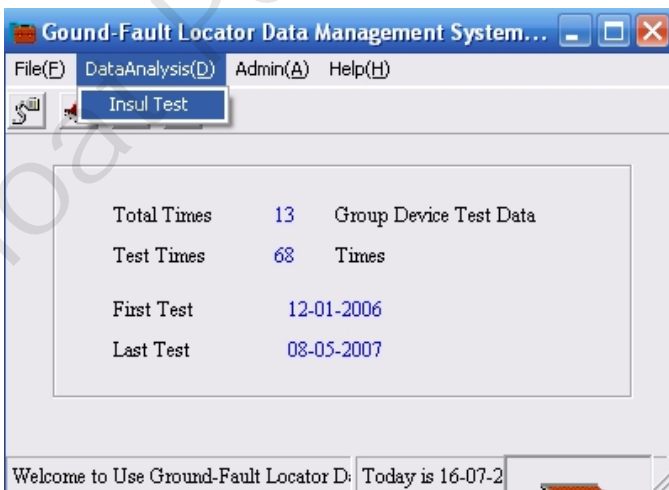 Gound-Fault Locator Data Management System...
File(F) DataAnalysis(D) Admin(A) Help(H)
Insul Test
Total Times 13 Group Device Test Data
Test Times 68 Times
First Test 12-01-2006
Last Test 08-05-2007
Welcome to Use Ground-Fault Locator D Today is 16-07-2